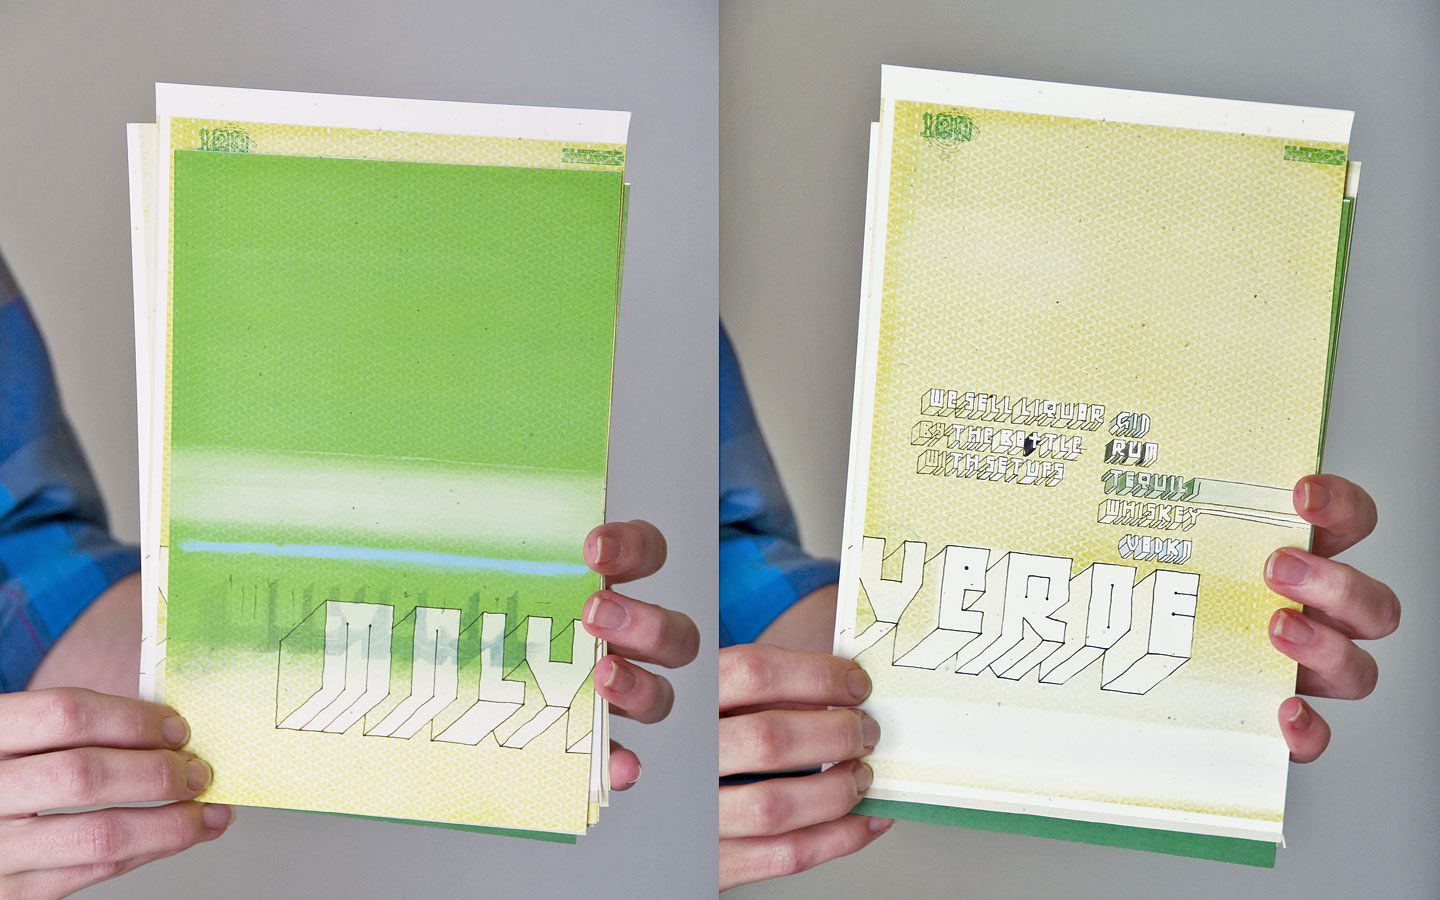 100
MALV
100
WE SELL LIQUOR
BY THE BOTTLE
WITH SETUPS
GIN
RUM
TEQUILA
WHISKEY
VODKA
VERDE